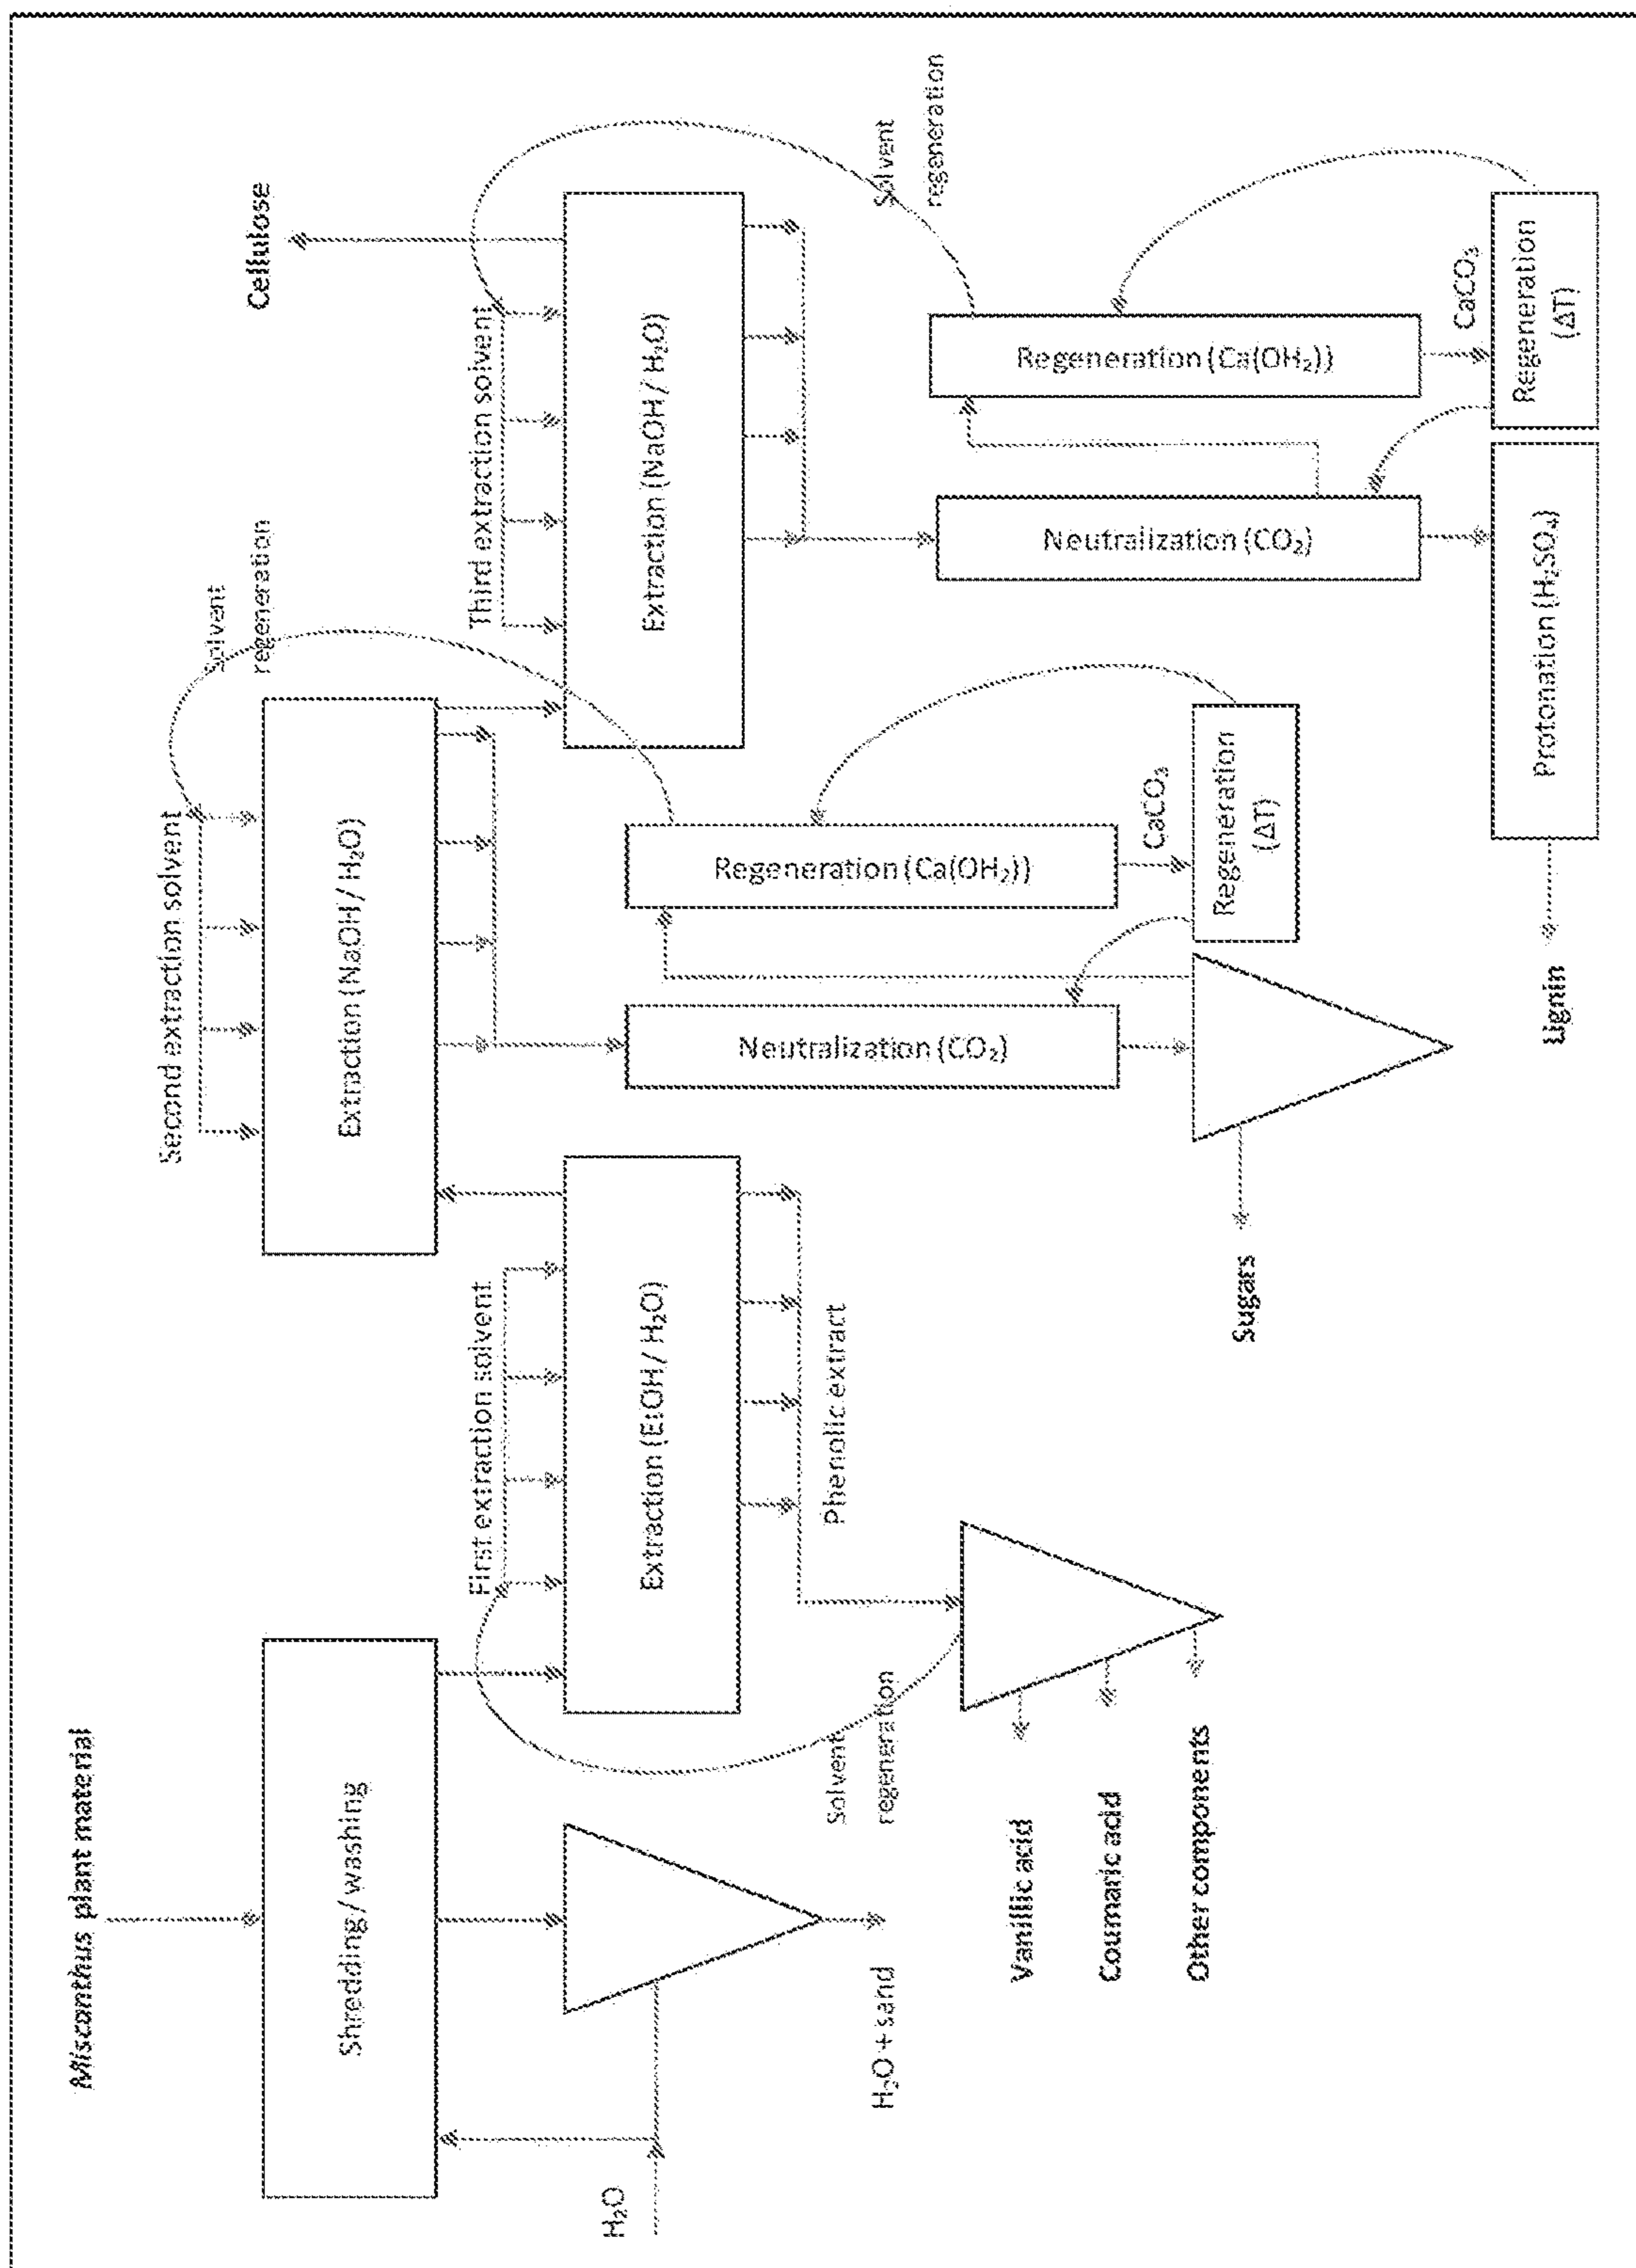 Miscanthus plant material
Shredding/ washing
H₂O
H₂O + sand
First extraction solvent
Extraction (EtOH/ H₂O)
Phenolic extract
Solvent
regeneration
Vanillic acid
Coumaric acid
Other components
Second extraction solvent
Solvent
regeneration
Extraction (NaOH/ H₂O)
Neutralization (CO₂)
Regeneration (Ca(OH₂))
CaCO₃
Regeneration
(ΔT)
Sugars
Cellulose
Third extraction solvent
Extraction (NaOH/ H₂O)
Solvent
regeneration
Neutralization (CO₂)
Regeneration (Ca(OH₂))
CaCO₃
Regeneration
(ΔT)
Protonation (H₂SO₄)
Lignin